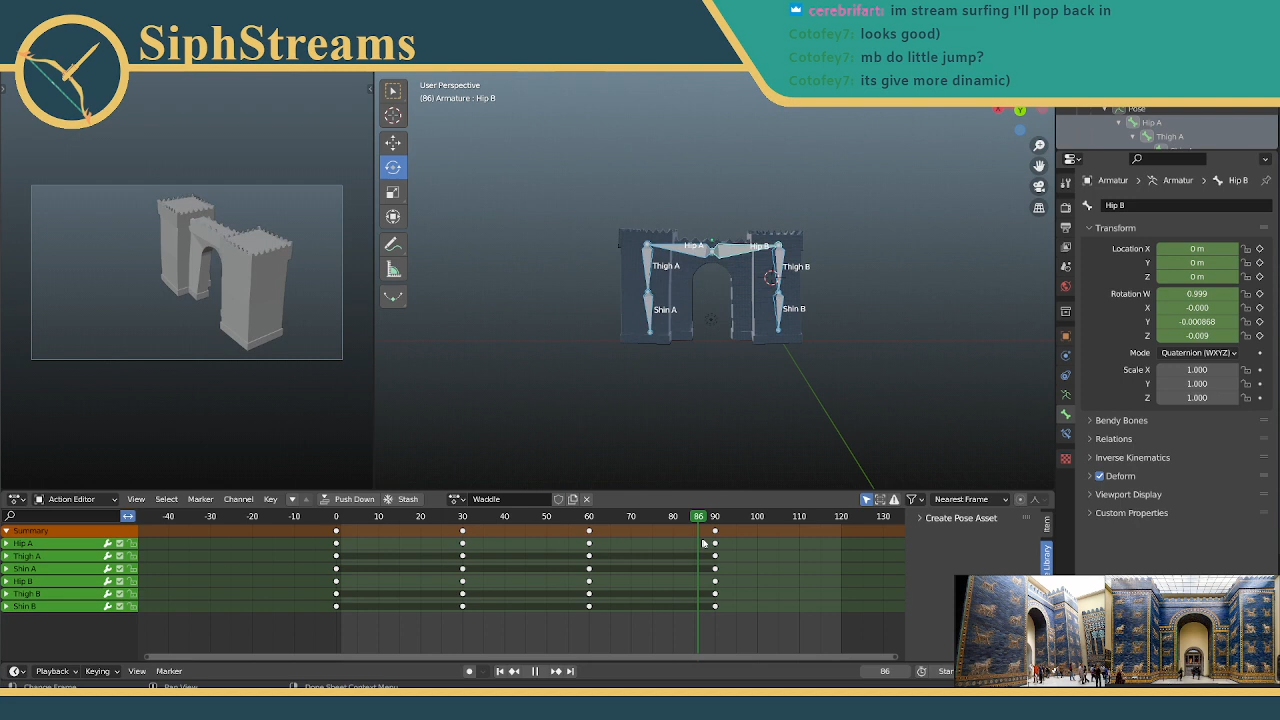 SiphStreams
cerebrifart: im stream surfing I'll pop back in
Cotofey7: looks good)
Cotofey7: mb do little jump?
Cotofey7: its give more dinamic)
User Perspective
(86) Armature : Hip B
Hip A
Hip B
Thigh A
Thigh B
Shin A
Shin B
Pose
Hip A
Thigh A
Armatur > Armatur > Hip B
Hip B
Transform
Location X 0 m
Y 0 m
Z 0 m
Rotation W 0.999
X -0.000
Y -0.000868
Z -0.009
Mode Quaternion (WXYZ)
Scale X 1.000
Y 1.000
Z 1.000
Bendy Bones
Relations
Inverse Kinematics
Deform
Viewport Display
Custom Properties
Action Editor View Select Marker Channel Key Push Down Stash Waddle Nearest Frame
-40 -30 -20 -10 0 10 20 30 40 50 60 70 80 86 90 100 110 120 130
Summary
Hip A
Thigh A
Shin A
Hip B
Thigh B
Shin B
Create Pose Asset
Item
Playback Keying View Marker 86